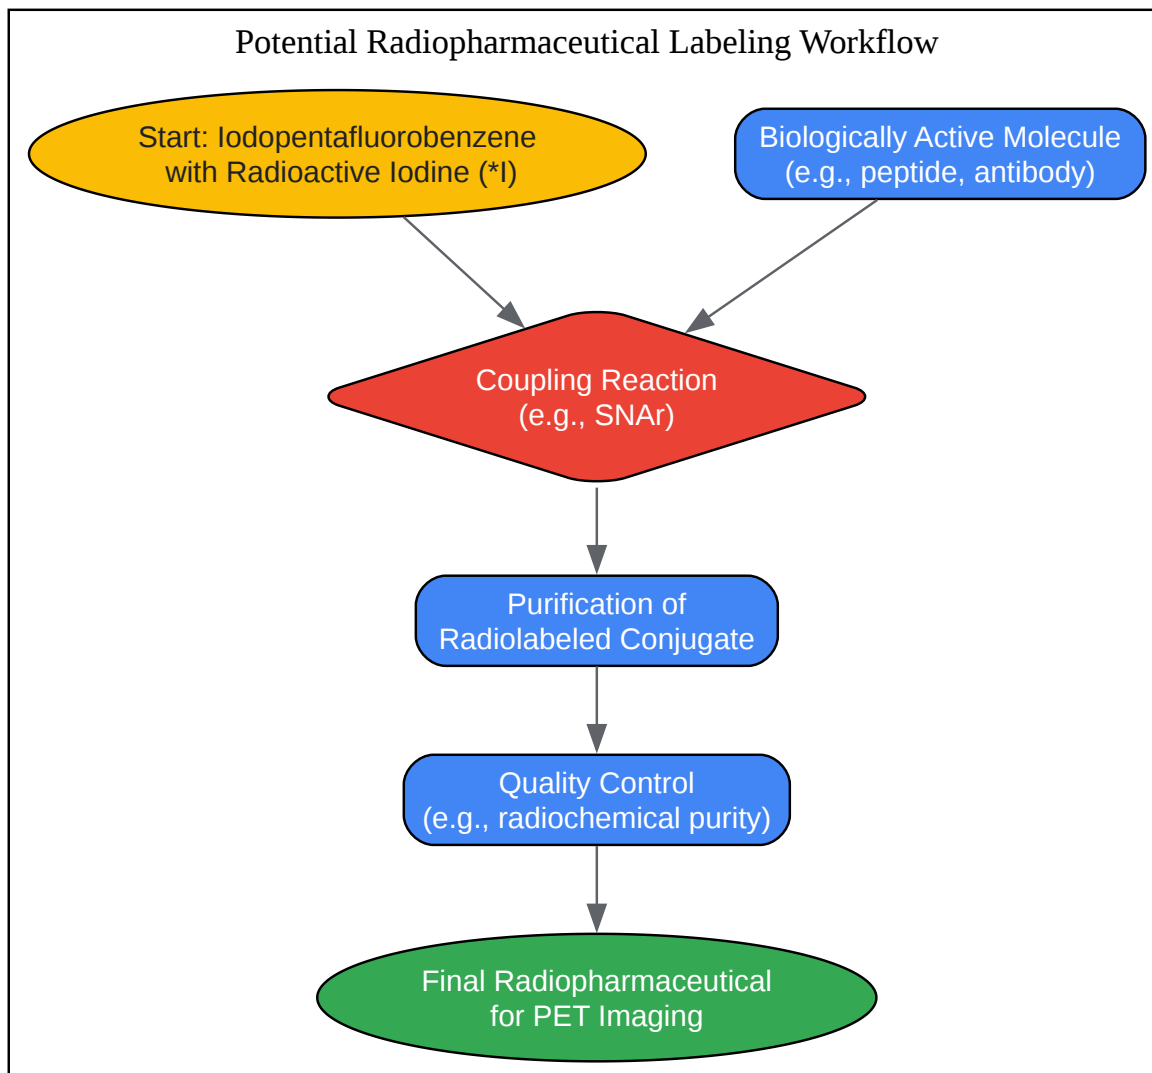 Potential Radiopharmaceutical Labeling Workflow
Start: Iodopentafluorobenzene
with Radioactive Iodine (*I)
Biologically Active Molecule
(e.g., peptide, antibody)
Coupling Reaction
(e.g., SNAr)
Purification of
Radiolabeled Conjugate
Quality Control
(e.g., radiochemical purity)
Final Radiopharmaceutical
for PET Imaging